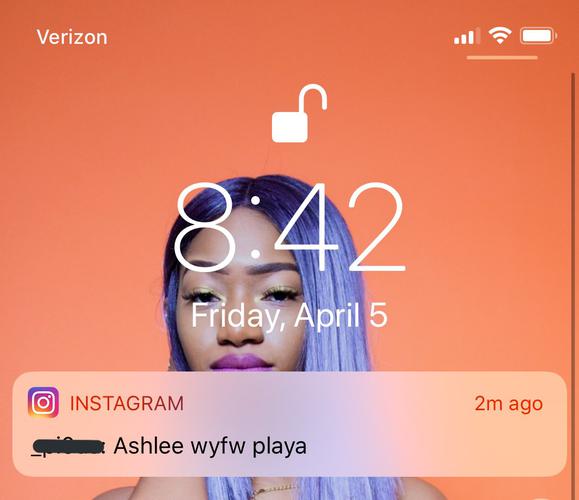 Verizon
8:42
Friday, April 5
INSTAGRAM
2m ago
Ashlee wyfw playa